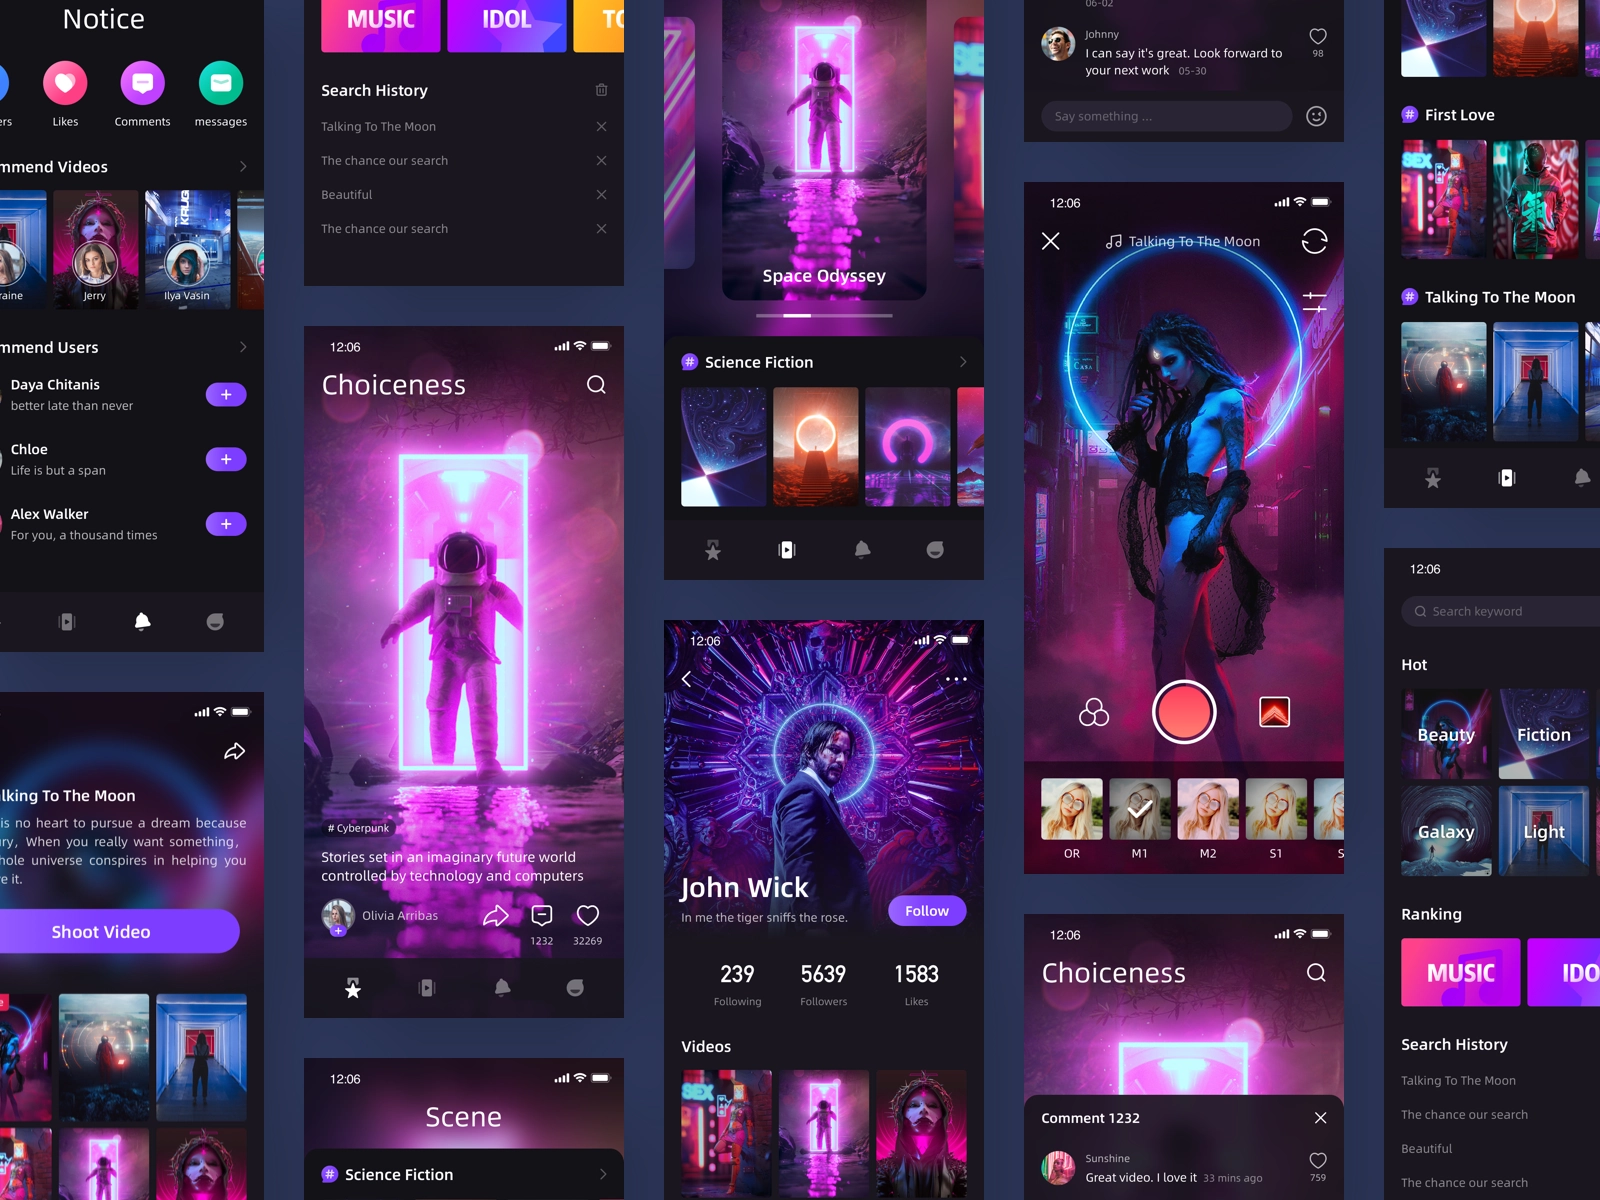 Notice
Likes
Comments
messages
mmend Videos
raine
Jerry
Ilya Vasin
mmend Users
Daya Chitanis
better late than never
Chloe
Life is but a span
Alex Walker
For you, a thousand times
lking To The Moon
is no heart to pursue a dream because
ry, When you really want something,
hole universe conspires in helping you
e it.
Shoot Video
MUSIC
IDOL
TO
Search History
Talking To The Moon
The chance our search
Beautiful
The chance our search
12:06
Choiceness
# Cyberpunk
Stories set in an imaginary future world
controlled by technology and computers
Olivia Arribas
1232
32269
12:06
Scene
# Science Fiction
Space Odyssey
# Science Fiction
SEX
12:06
John Wick
In me the tiger sniffs the rose.
Follow
239
5639
1583
Following
Followers
Likes
Videos
SEX
06-02
Johnny
I can say it's great. Look forward to
your next work 05-30
98
Say something ...
12:06
Talking To The Moon
OR
M1
M2
S1
S
12:06
Choiceness
Comment 1232
Sunshine
Great video. I love it 33 mins ago
759
# First Love
SEX
# Talking To The Moon
12:06
Search keyword
Hot
Beauty
Fiction
Galaxy
Light
Ranking
MUSIC
IDO
Search History
Talking To The Moon
The chance our search
Beautiful
The chance our search